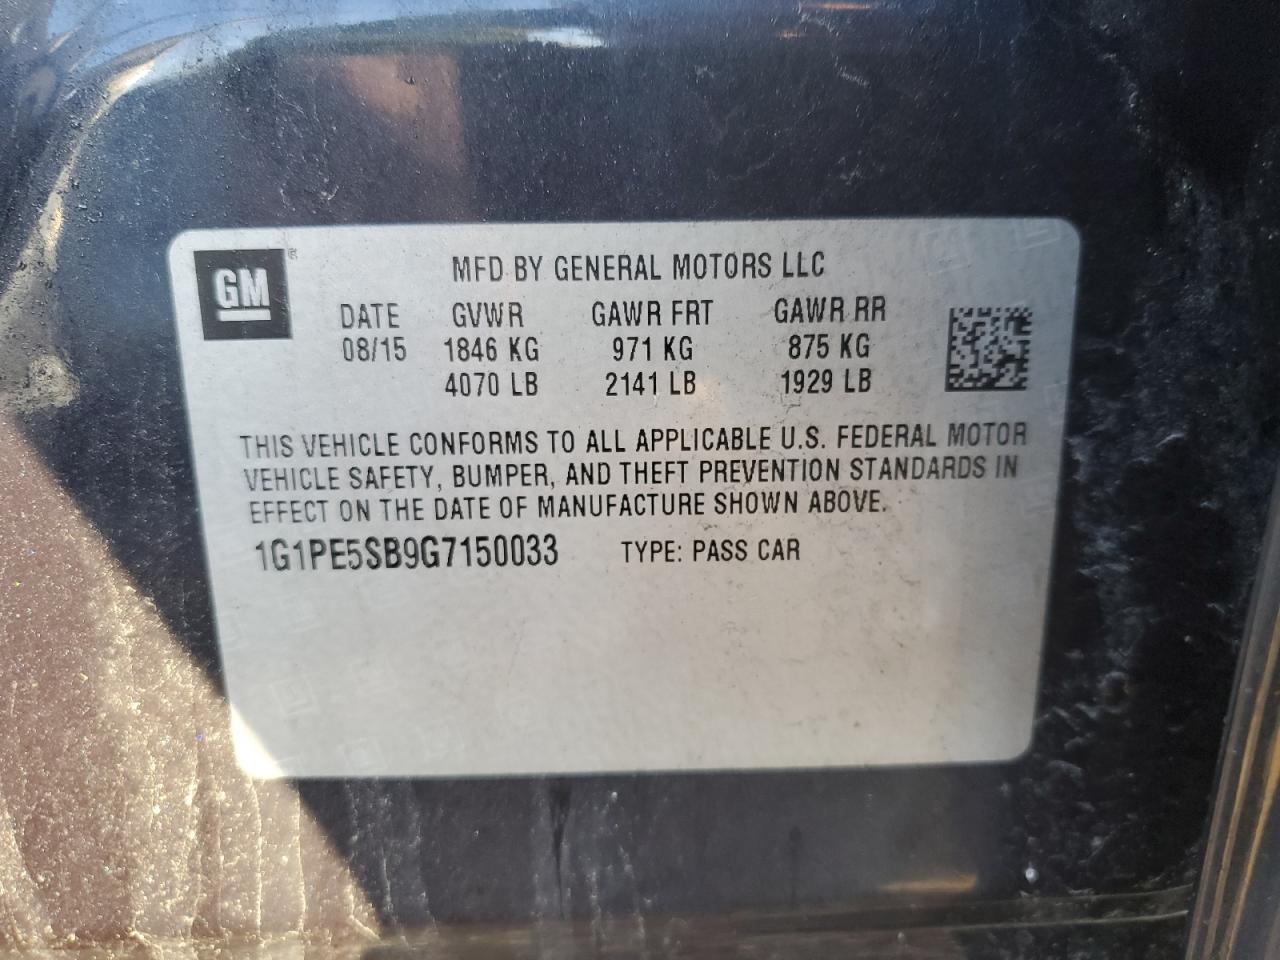 GM®
MFD BY GENERAL MOTORS LLC
DATE GVWR GAWR FRT GAWR RR
08/15 1846 KG 971 KG 875 KG
4070 LB 2141 LB 1929 LB
THIS VEHICLE CONFORMS TO ALL APPLICABLE U.S. FEDERAL MOTOR
VEHICLE SAFETY, BUMPER, AND THEFT PREVENTION STANDARDS IN
EFFECT ON THE DATE OF MANUFACTURE SHOWN ABOVE.
1G1PE5SB9G7150033 TYPE: PASS CAR